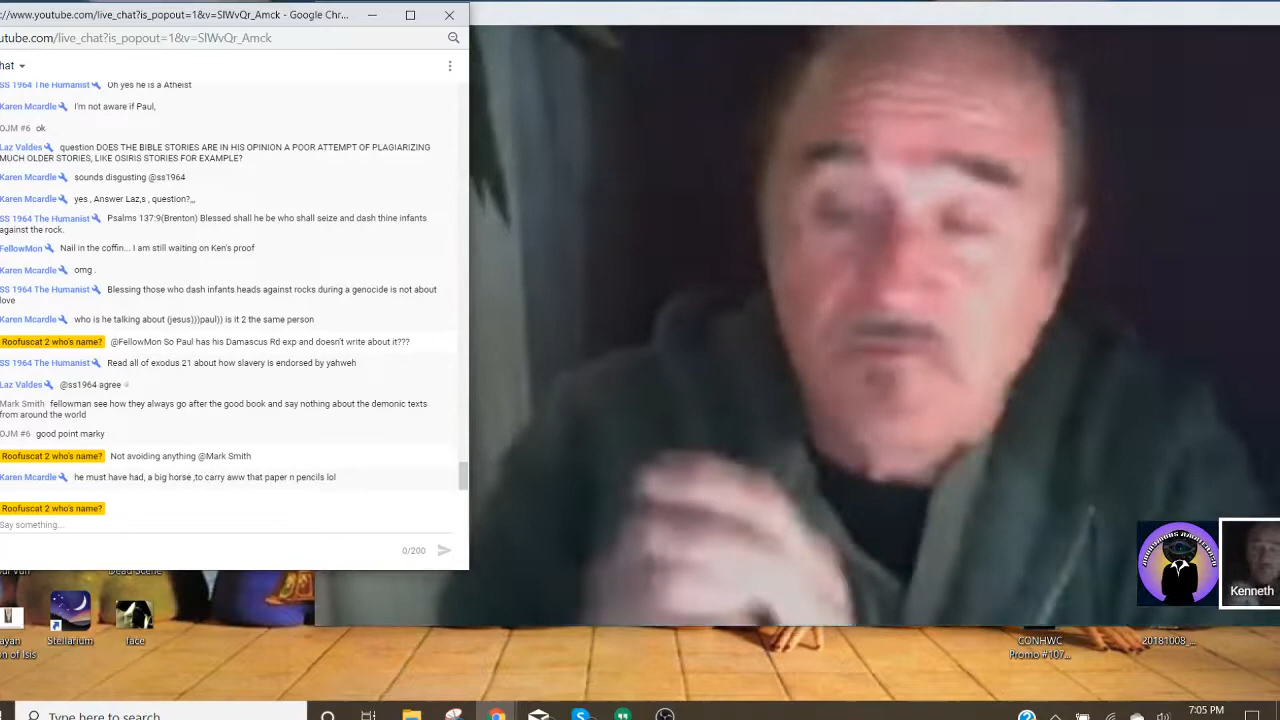 ://www.youtube.com/live_chat?is_popout=1&v=SlWvQr_Amck - Google Chr...
utube.com/live_chat?is_popout=1&v=SlWvQr_Amck
hat
SS 1964 The Humanist Oh yes he is a Atheist
Karen Mcardle I'm not aware if Paul,
OJM #6 ok
Laz Valdes question DOES THE BIBLE STORIES ARE IN HIS OPINION A POOR ATTEMPT OF PLAGIARIZING
MUCH OLDER STORIES, LIKE OSIRIS STORIES FOR EXAMPLE?
Karen Mcardle sounds disgusting @ss1964
Karen Mcardle yes , Answer Laz,s , question?,,,
SS 1964 The Humanist Psalms 137:9(Brenton) Blessed shall he be who shall seize and dash thine infants
against the rock.
FellowMon Nail in the coffin... I am still waiting on Ken's proof
Karen Mcardle omg .
SS 1964 The Humanist Blessing those who dash infants heads against rocks during a genocide is not about
love
Karen Mcardle who is he talking about (jesus)))paul)) is it 2 the same person
Roofuscat 2 who's name? @FellowMon So Paul has his Damascus Rd exp and doesn't write about it???
SS 1964 The Humanist Read all of exodus 21 about how slavery is endorsed by yahweh
Laz Valdes @ss1964 agree
Mark Smith fellowman see how they always go after the good book and say nothing about the demonic texts
from around the world
OJM #6 good point marky
Roofuscat 2 who's name? Not avoiding anything @Mark Smith
Karen Mcardle he must have had, a big horse ,to carry aww that paper n pencils lol
Roofuscat 2 who's name?
Say something...
0/200
Kenneth
Dead Scene
ayan
on of Isis
Stellarium
face
CONHWC
Promo #107...
20181008_...
Type here to search
7:05 PM